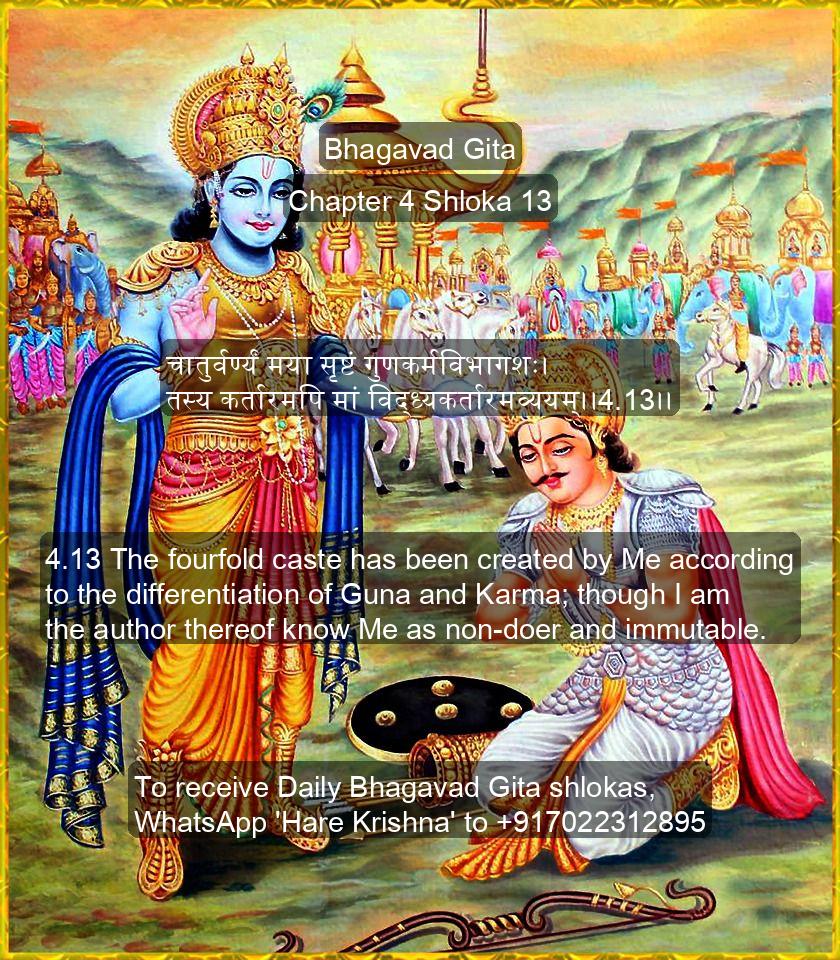 Bhagavad Gita
Chapter 4 Shloka 13
चातुर्वर्ण्यं मया सृष्टं गुणकर्मविभागशः।
तस्य कर्तारमपि मां विद्ध्यकर्तारमव्ययम्।।4.13।।
4.13 The fourfold caste has been created by Me according
to the differentiation of Guna and Karma; though I am
the author thereof know Me as non-doer and immutable.
To receive Daily Bhagavad Gita shlokas,
WhatsApp 'Hare Krishna' to +917022312895